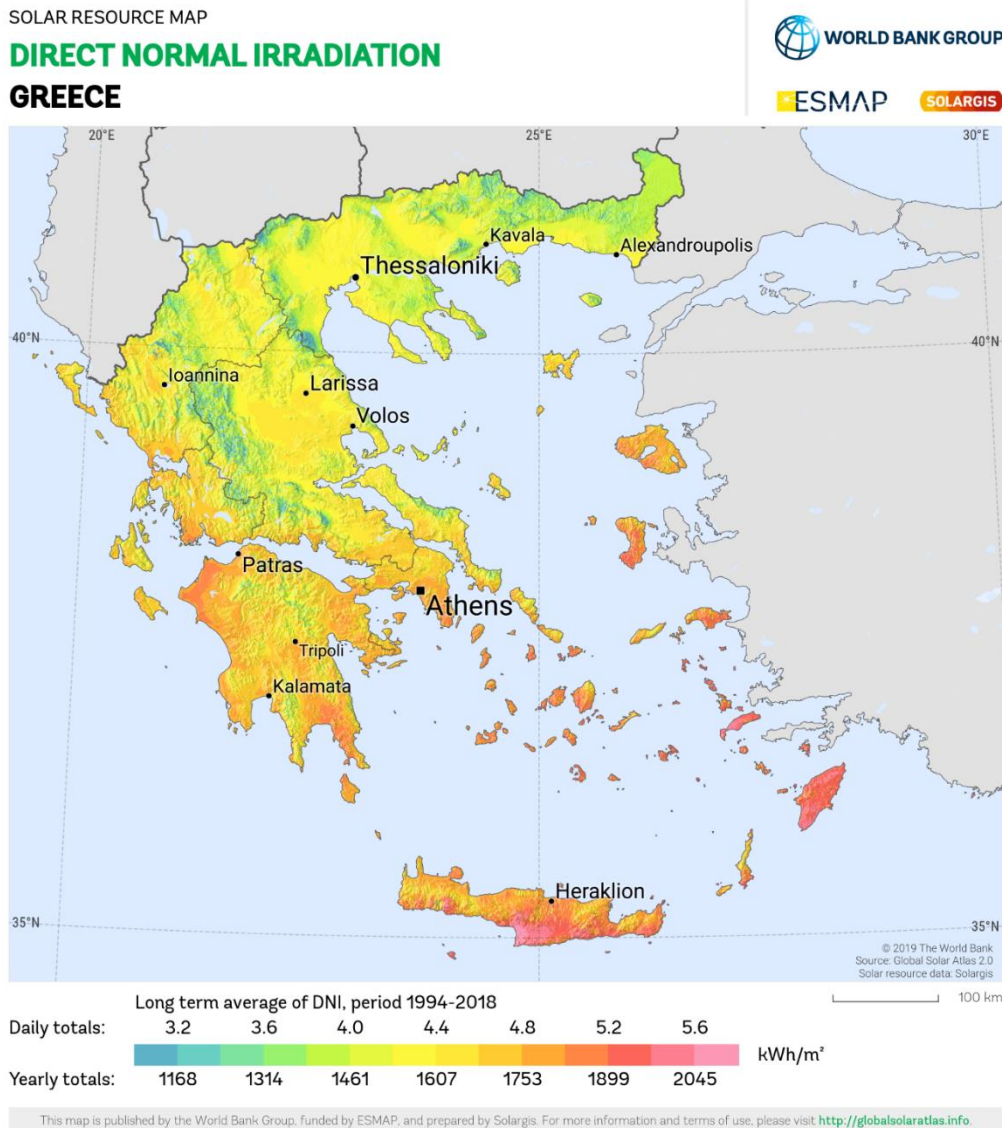 SOLAR RESOURCE MAP
DIRECT NORMAL IRRADIATION
GREECE
WORLD BANK GROUP
ESMAP
SOLARGIS
20°E 25°E 30°E
Kavala
Alexandroupolis
Thessaloniki
40°N 40°N
Ioannina
Larissa
Volos
Patras
Athens
Tripoli
Kalamata
Heraklion
35°N 35°N
© 2019 The World Bank
Source: Global Solar Atlas 2.0
Solar resource data: Solargis
100 km
Long term average of DNI, period 1994-2018
Daily totals: 3.2 3.6 4.0 4.4 4.8 5.2 5.6
kWh/m²
Yearly totals: 1168 1314 1461 1607 1753 1899 2045
This map is published by the World Bank Group, funded by ESMAP, and prepared by Solargis. For more information and terms of use, please visit http://globalsolaratlas.info.